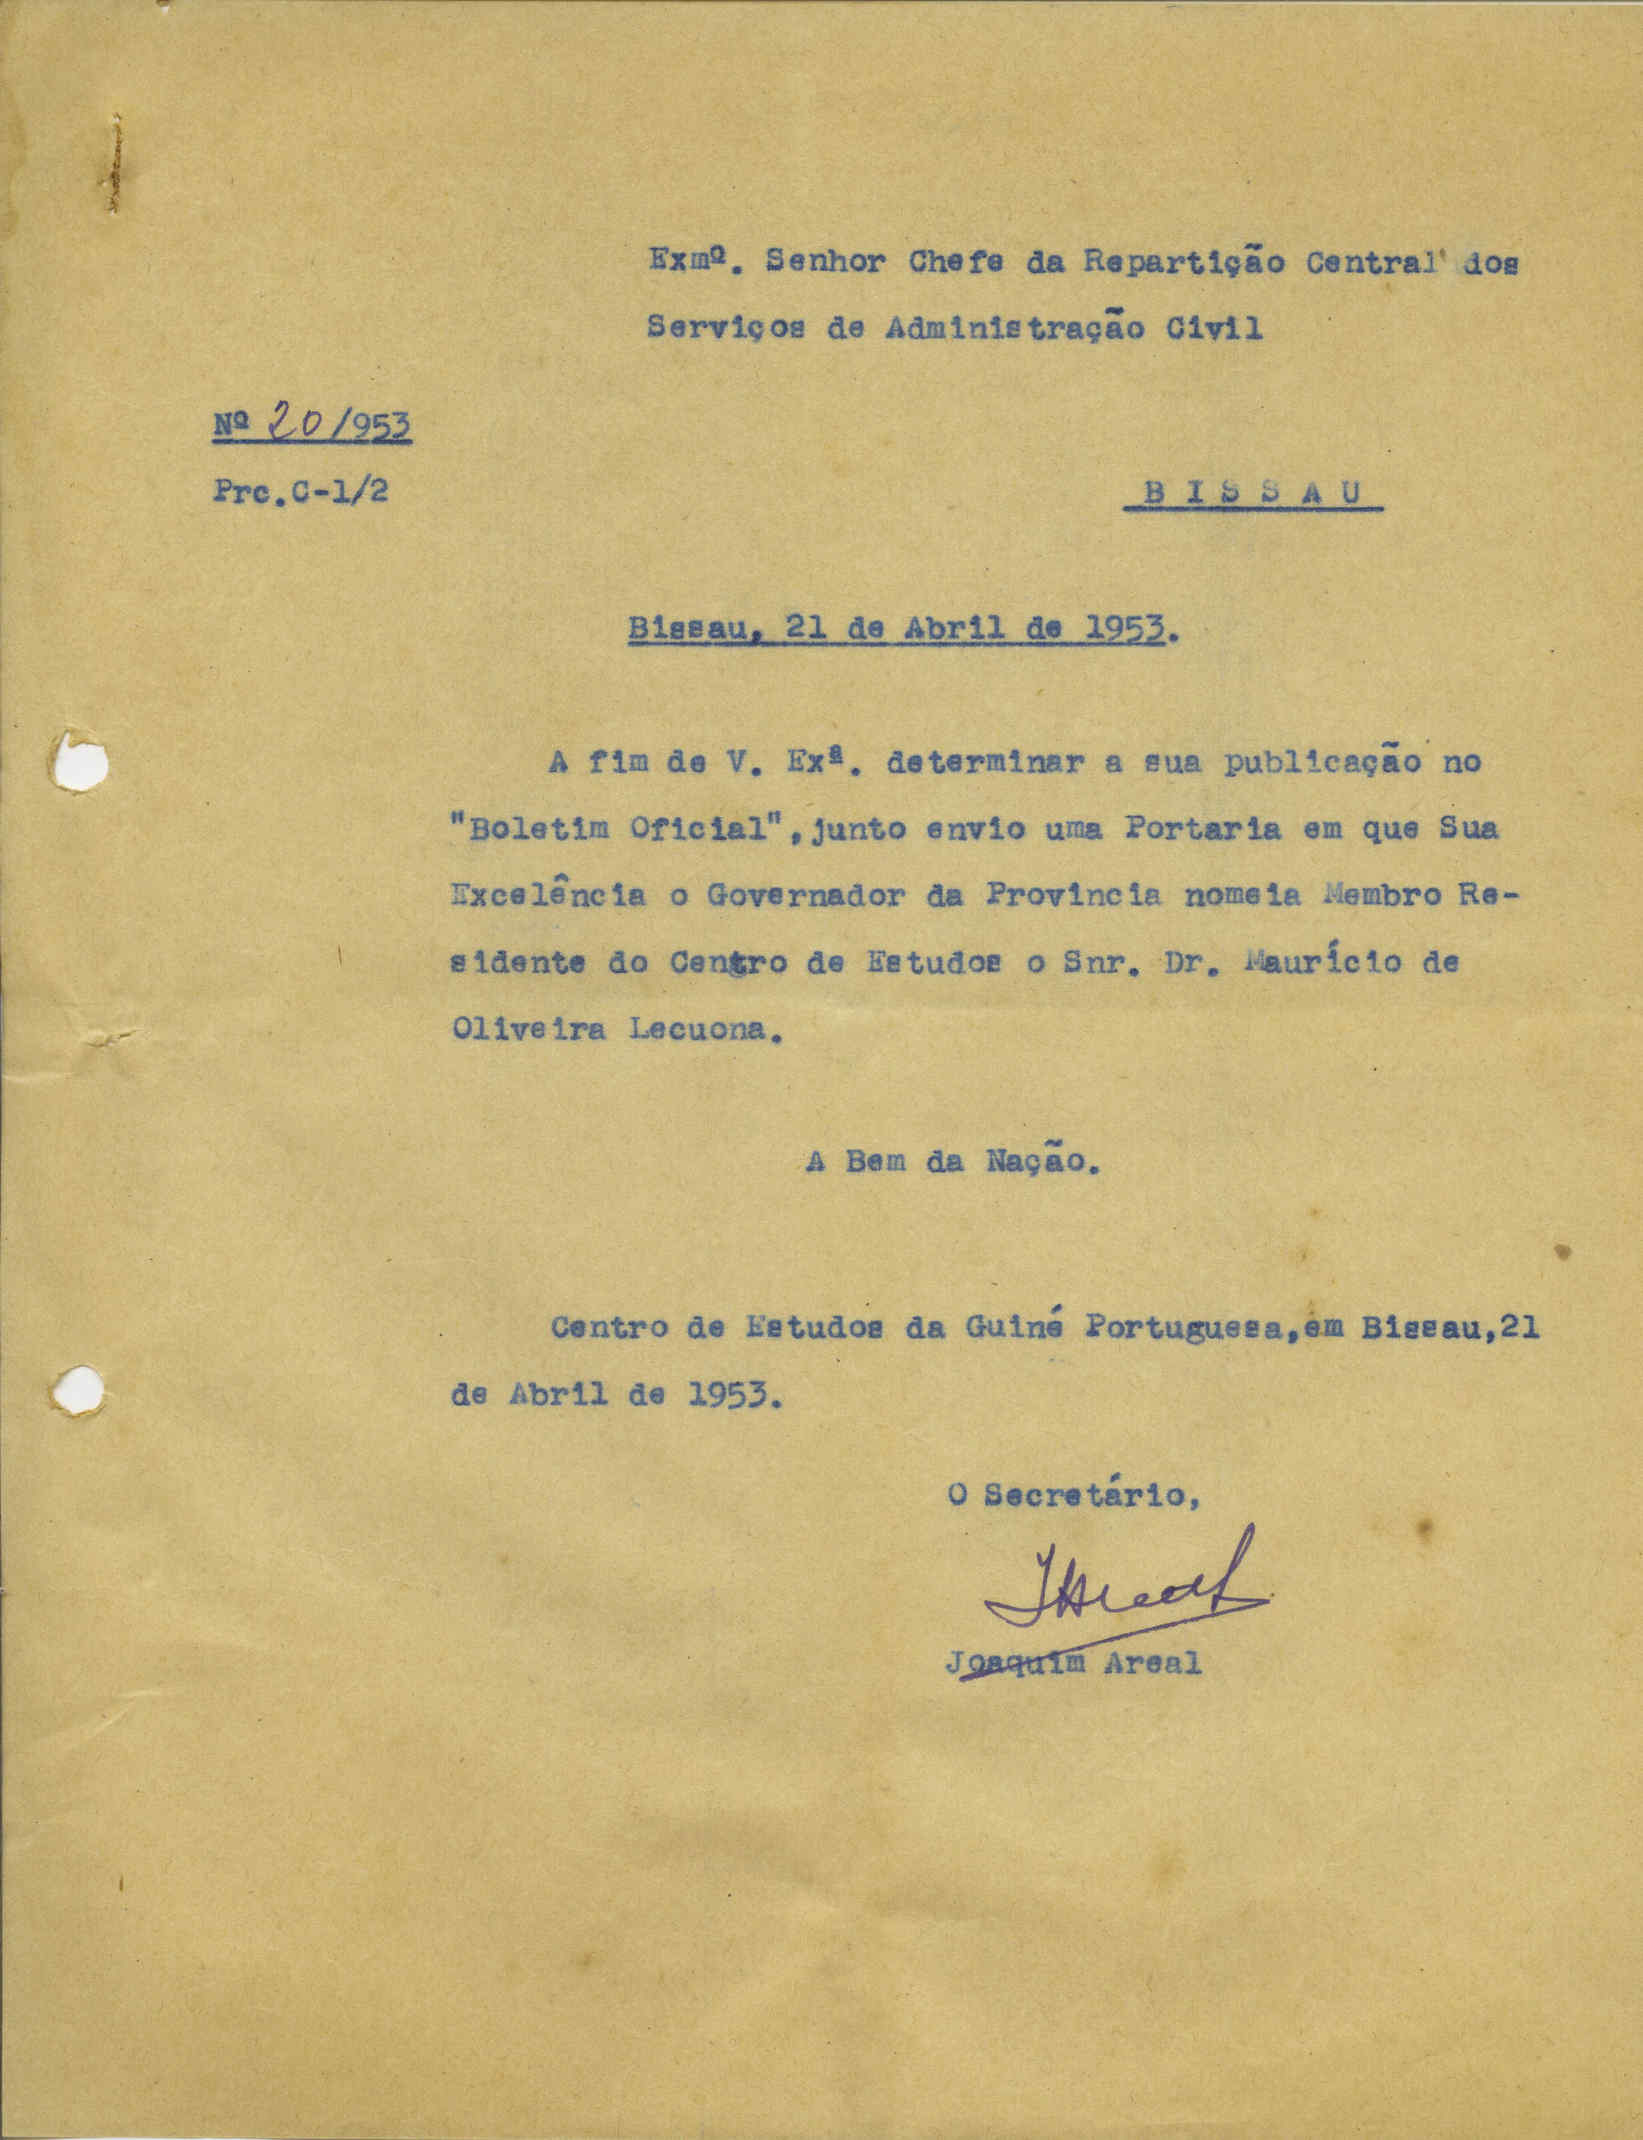 Exmº. Senhor Chefe da Repartição Central dos
Serviços de Administração Civil
Nº 20/953
Prc.C-1/2
B I S S A U
Bissau, 21 de Abril de 1953.
A fim de V. Exª. determinar a sua publicação no
"Boletim Oficial",junto envio uma Portaria em que Sua
Excelência o Governador da Provincia nomeia Membro Re-
sidente do Centro de Estudos o Snr. Dr. Maurício de
Oliveira Lecuona.
A Bem da Nação.
Centro de Estudos da Guiné Portuguesa,em Bissau,21
de Abril de 1953.
O Secretário,
JAreal
Joaquim Areal